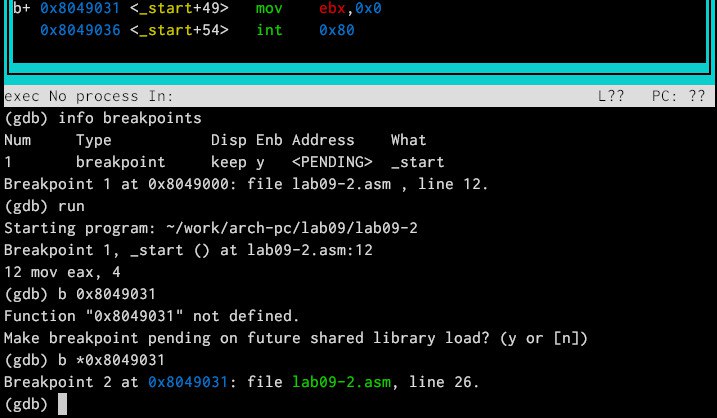 b+ 0x8049031 <_start+49>   mov    ebx,0x0
   0x8049036 <_start+54>   int    0x80
exec No process In:                                    L??   PC: ??
(gdb) info breakpoints
Num     Type           Disp Enb Address    What
1       breakpoint     keep y   <PENDING>  _start
Breakpoint 1 at 0x8049000: file lab09-2.asm , line 12.
(gdb) run
Starting program: ~/work/arch-pc/lab09/lab09-2
Breakpoint 1, _start () at lab09-2.asm:12
12 mov eax, 4
(gdb) b 0x8049031
Function "0x8049031" not defined.
Make breakpoint pending on future shared library load? (y or [n])
(gdb) b *0x8049031
Breakpoint 2 at 0x8049031: file lab09-2.asm, line 26.
(gdb)